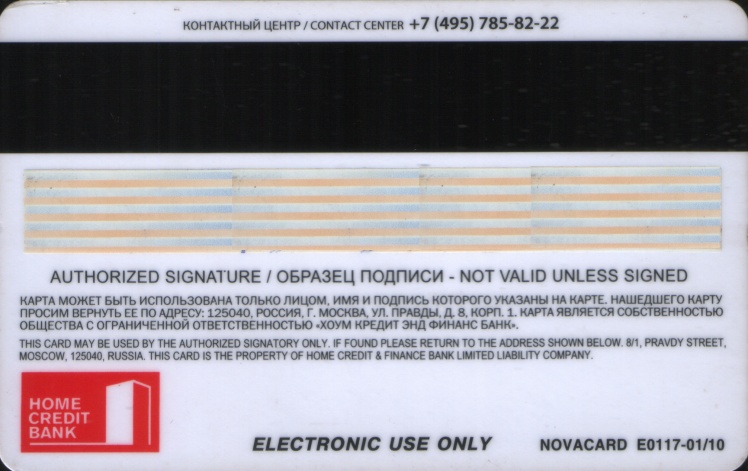 КОНТАКТНЫЙ ЦЕНТР / CONTACT CENTER +7 (495) 785-82-22
AUTHORIZED SIGNATURE / ОБРАЗЕЦ ПОДПИСИ - NOT VALID UNLESS SIGNED
КАРТА МОЖЕТ БЫТЬ ИСПОЛЬЗОВАНА ТОЛЬКО ЛИЦОМ, ИМЯ И ПОДПИСЬ КОТОРОГО УКАЗАНЫ НА КАРТЕ. НАШЕДШЕГО КАРТУ
ПРОСИМ ВЕРНУТЬ ЕЕ ПО АДРЕСУ: 125040, РОССИЯ, Г. МОСКВА, УЛ. ПРАВДЫ, Д. 8, КОРП. 1. КАРТА ЯВЛЯЕТСЯ СОБСТВЕННОСТЬЮ
ОБЩЕСТВА С ОГРАНИЧЕННОЙ ОТВЕТСТВЕННОСТЬЮ «ХОУМ КРЕДИТ ЭНД ФИНАНС БАНК».
THIS CARD MAY BE USED BY THE AUTHORIZED SIGNATORY ONLY. IF FOUND PLEASE RETURN TO THE ADDRESS SHOWN BELOW. 8/1, PRAVDY STREET,
MOSCOW, 125040, RUSSIA. THIS CARD IS THE PROPERTY OF HOME CREDIT & FINANCE BANK LIMITED LIABILITY COMPANY.
HOME
CREDIT
BANK
ELECTRONIC USE ONLY NOVACARD E0117-01/10